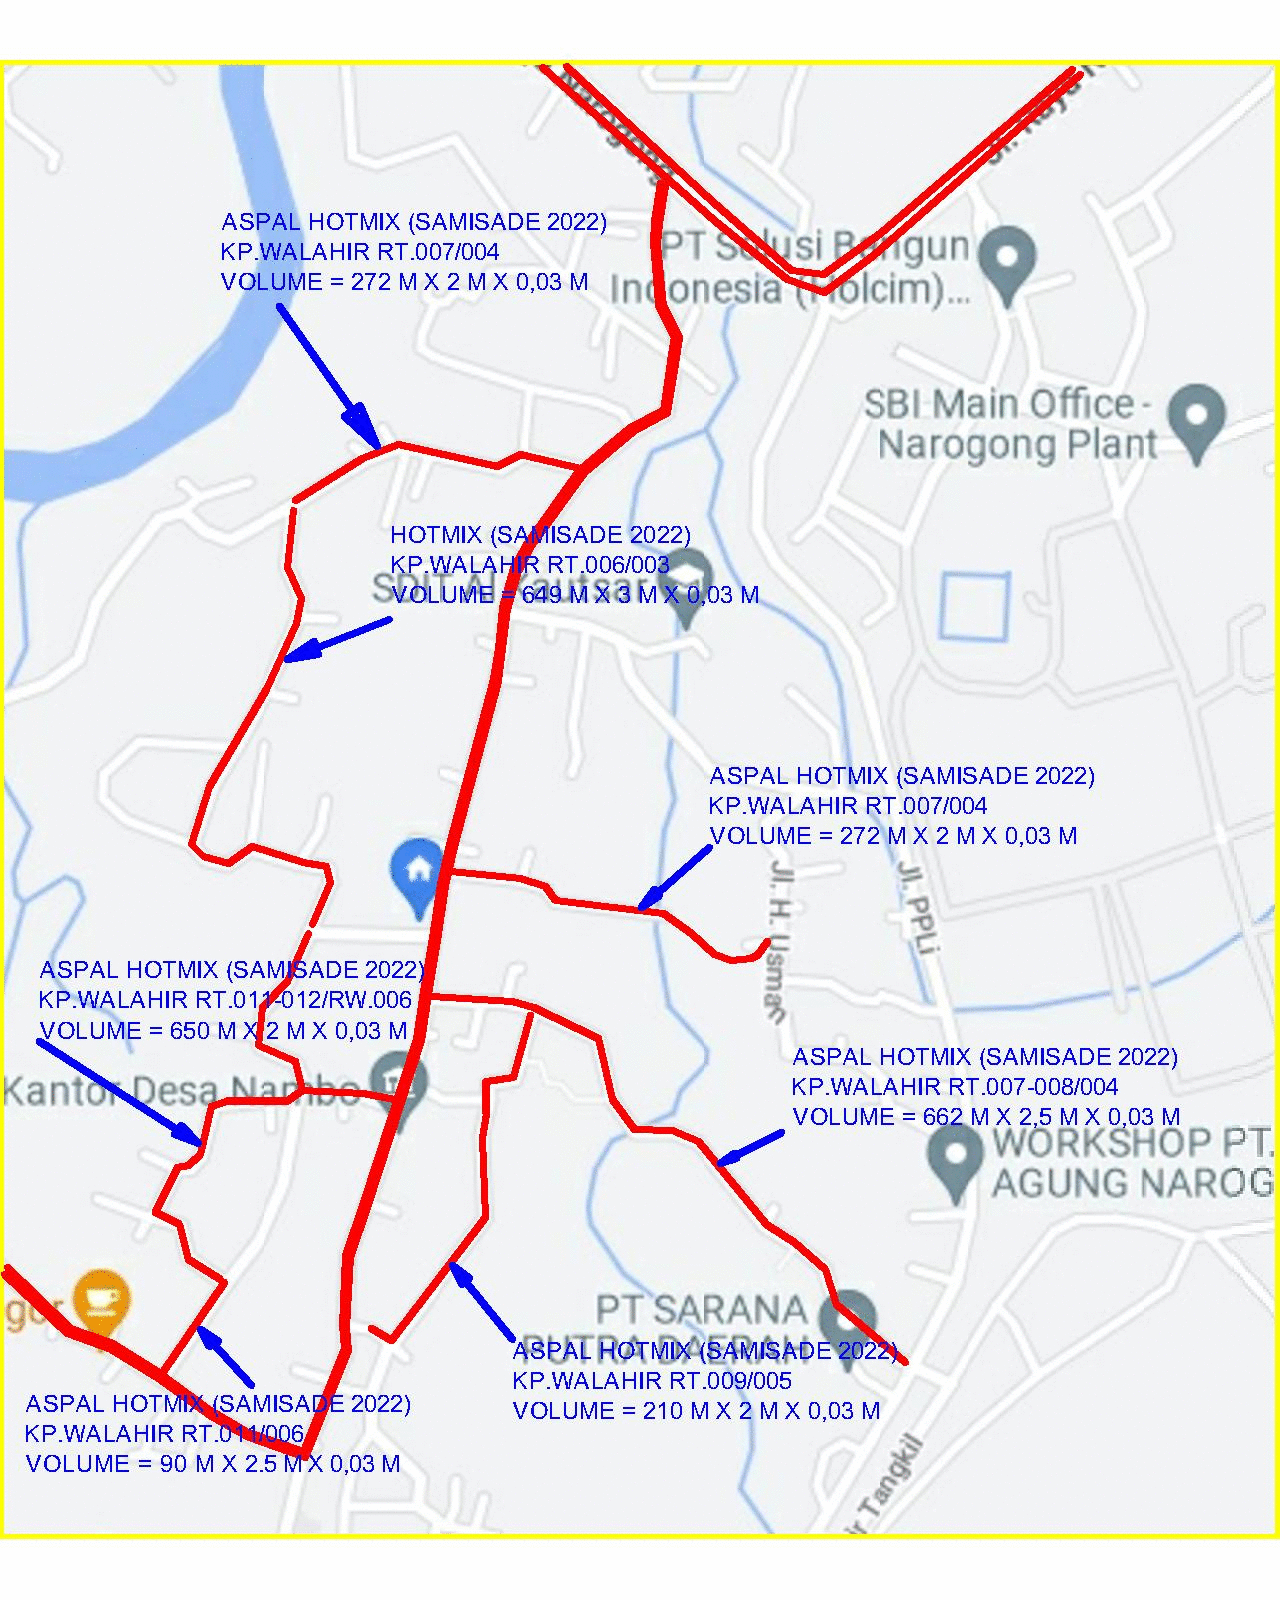 Narogong
Jl. Raya
ASPAL HOTMIX (SAMISADE 2022)
KP.WALAHIR RT.007/004
VOLUME = 272 M X 2 M X 0,03 M
PT Solusi Bangun
Indonesia (Holcim)...
SBI Main Office -
Narogong Plant
HOTMIX (SAMISADE 2022)
KP.WALAHIR RT.006/003
VOLUME = 649 M X 3 M X 0,03 M
SDIT Al Kautsar
ASPAL HOTMIX (SAMISADE 2022)
KP.WALAHIR RT.007/004
VOLUME = 272 M X 2 M X 0,03 M
Jl. H. Usman
Jl. PPLi
ASPAL HOTMIX (SAMISADE 2022)
KP.WALAHIR RT.011-012/RW.006
VOLUME = 650 M X 2 M X 0,03 M
Kantor Desa Nambo
ASPAL HOTMIX (SAMISADE 2022)
KP.WALAHIR RT.007-008/004
VOLUME = 662 M X 2,5 M X 0,03 M
WORKSHOP PT.
AGUNG NAROG
gor
PT SARANA
PUTRA DAERAH
ASPAL HOTMIX (SAMISADE 2022)
KP.WALAHIR RT.009/005
VOLUME = 210 M X 2 M X 0,03 M
ASPAL HOTMIX (SAMISADE 2022)
KP.WALAHIR RT.011/006
VOLUME = 90 M X 2.5 M X 0,03 M
ir Tangkil